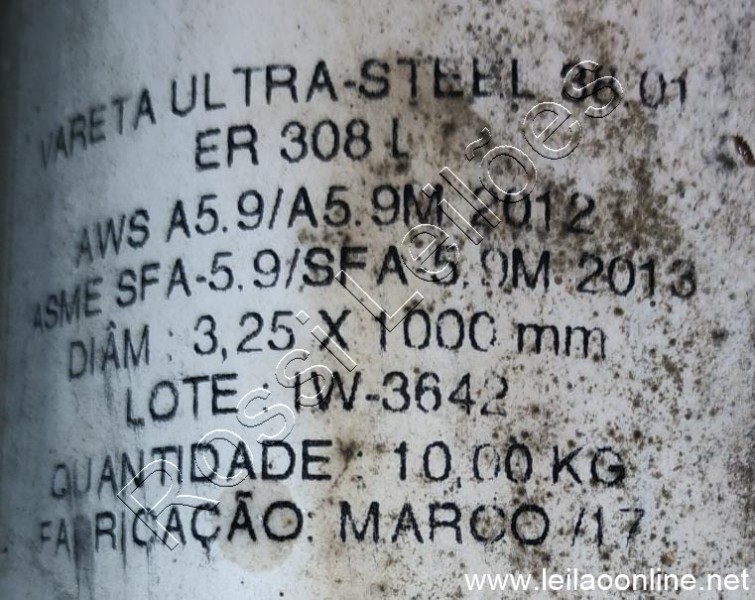 VARETA ULTRA-STEEL
ER 308 L
AWS A5.9/A5.9M 2012
ASME SFA-5.9/SFA-5.9M 2013
DIÂM : 3,25 X 1000 mm
LOTE : IW-3642
QUANTIDADE : 10,00 KG
FABRICAÇÃO: MARCO /17
Rossi Leilões
www.leilaoonline.net